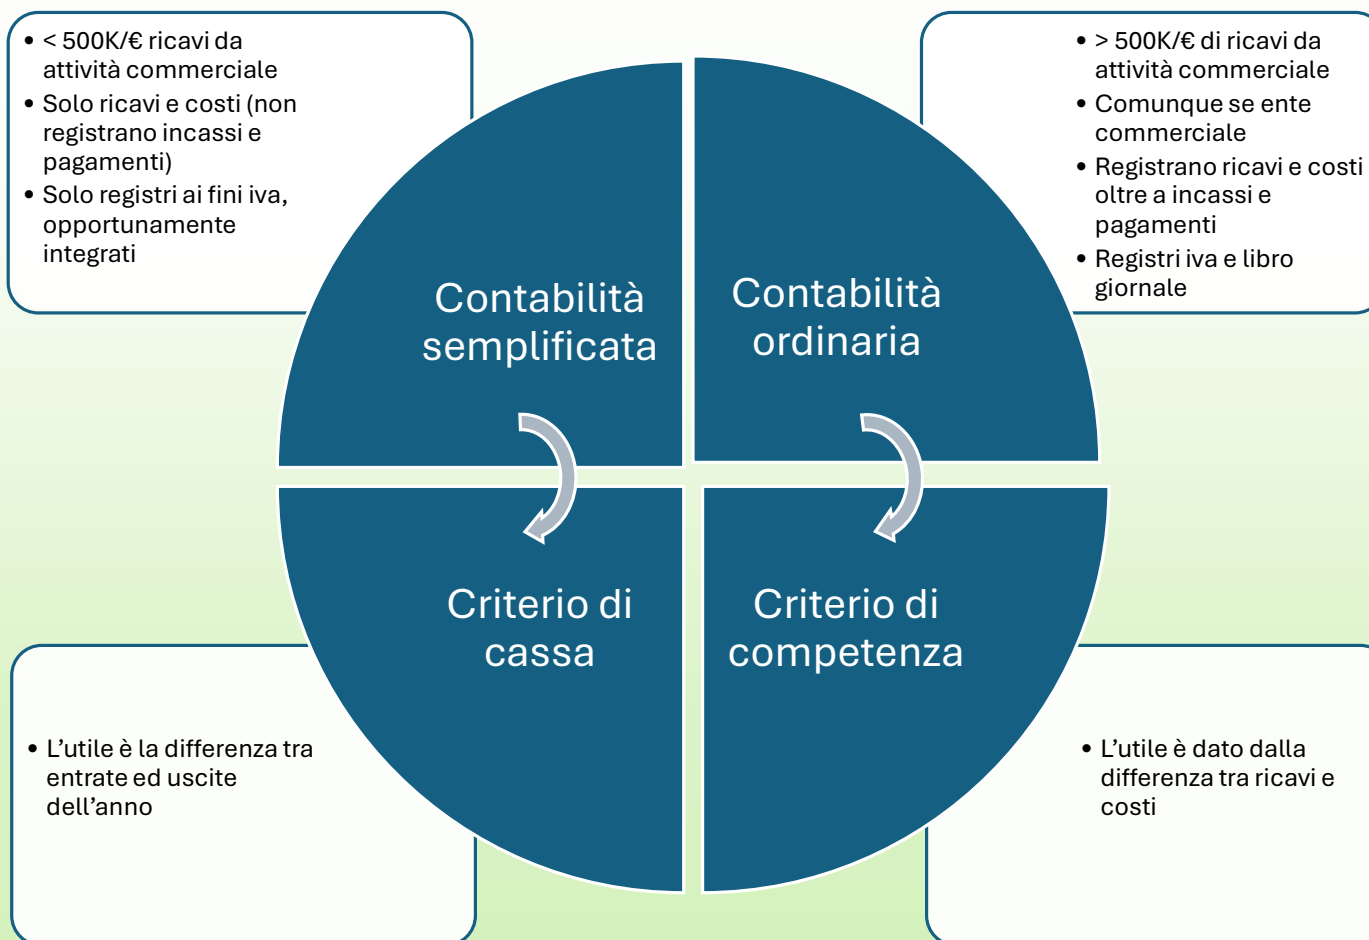 • < 500K/€ ricavi da
attività commerciale
• Solo ricavi e costi (non
registrano incassi e
pagamenti)
• Solo registri ai fini iva,
opportunamente
integrati
• > 500K/€ di ricavi da
attività commerciale
• Comunque se ente
commerciale
• Registrano ricavi e costi
oltre a incassi e
pagamenti
• Registri iva e libro
giornale
Contabilità
semplificata
Contabilità
ordinaria
Criterio di
cassa
Criterio di
competenza
• L’utile è la differenza tra
entrate ed uscite
dell’anno
• L’utile è dato dalla
differenza tra ricavi e
costi